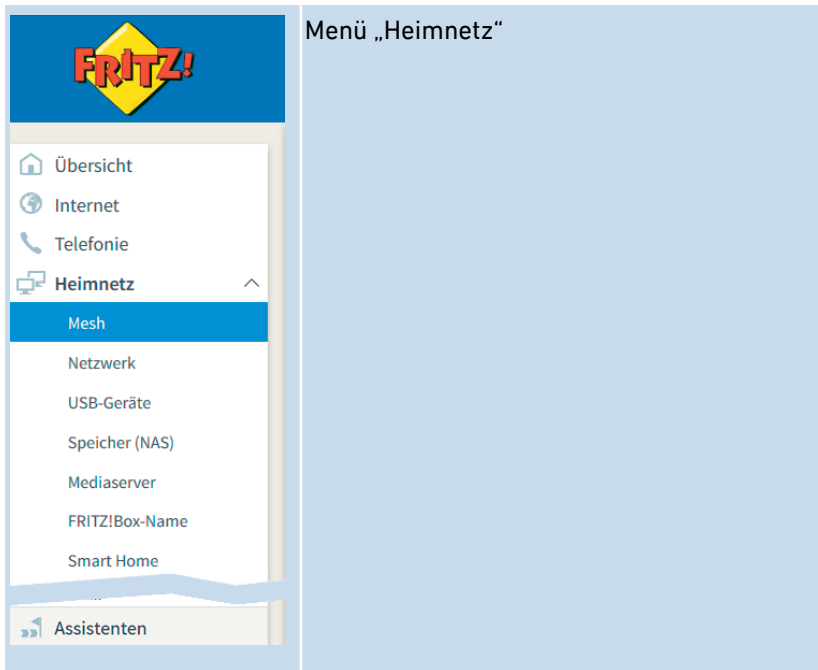 FRITZ!
Menü „Heimnetz“
Übersicht
Internet
Telefonie
Heimnetz
Mesh
Netzwerk
USB-Geräte
Speicher (NAS)
Mediaserver
FRITZ!Box-Name
Smart Home
Assistenten